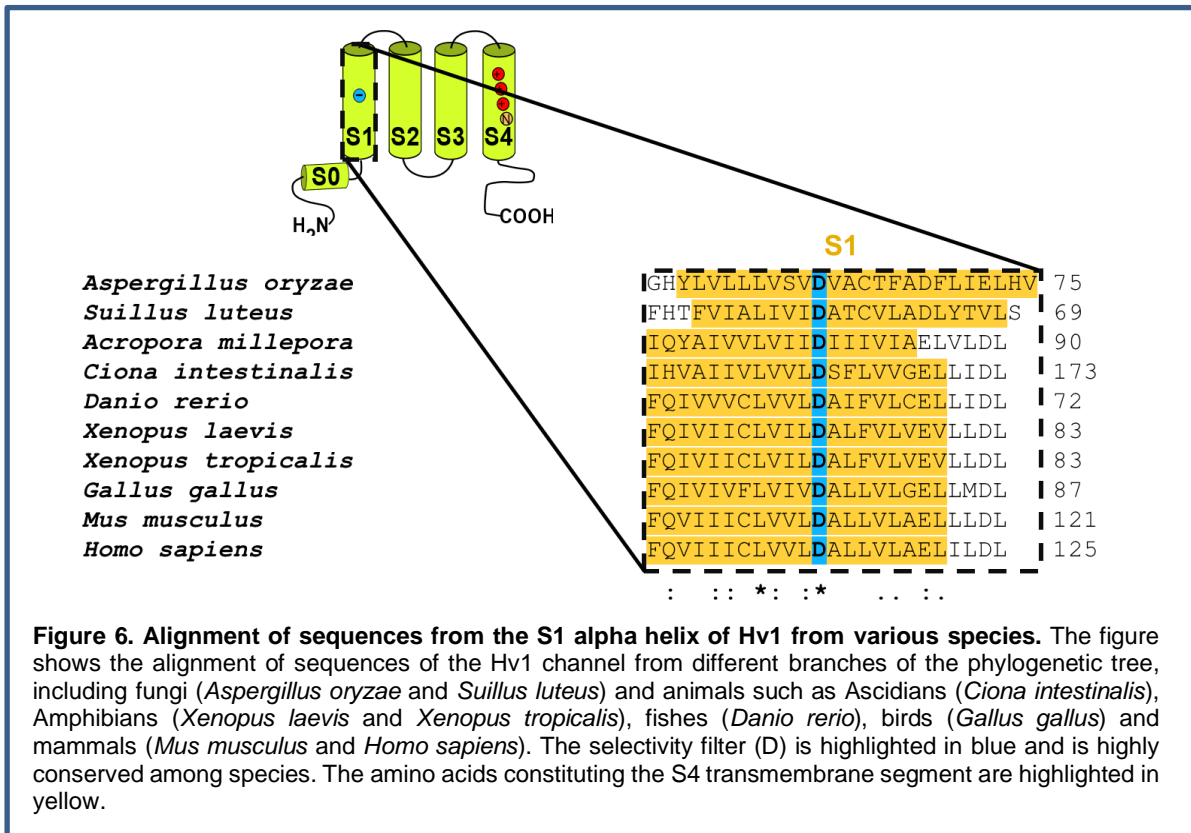 −
+
+
+
N
S1
S2
S3
S4
S0
H2N
COOH
S1
Aspergillus oryzae GHYLVLLLVSVDVACTFADFLIELHV 75
Suillus luteus FHTFVIALIVIDATCVLADLYTVLS 69
Acropora millepora IQYAIVVLVIIDIIIVIAELVLDL 90
Ciona intestinalis IHVAIIVLVVLDSFLVVGELLIDL 173
Danio rerio FQIVVVCLVVLDAIFVLCELLIDL 72
Xenopus laevis FQIVIICLVILDALFVLVEVLLDL 83
Xenopus tropicalis FQIVIICLVILDALFVLVEVLLDL 83
Gallus gallus FQIVIVFLVIVDALLVLGELLMDL 87
Mus musculus FQVIIICLVVLDALLVLAELLLDL 121
Homo sapiens FQVIIICLVVLDALLVLAELILDL 125
: :: *: :* .. :.
Figure 6. Alignment of sequences from the S1 alpha helix of Hv1 from various species. The figure
shows the alignment of sequences of the Hv1 channel from different branches of the phylogenetic tree,
including fungi (Aspergillus oryzae and Suillus luteus) and animals such as Ascidians (Ciona intestinalis),
Amphibians (Xenopus laevis and Xenopus tropicalis), fishes (Danio rerio), birds (Gallus gallus) and
mammals (Mus musculus and Homo sapiens). The selectivity filter (D) is highlighted in blue and is highly
conserved among species. The amino acids constituting the S4 transmembrane segment are highlighted in
yellow.